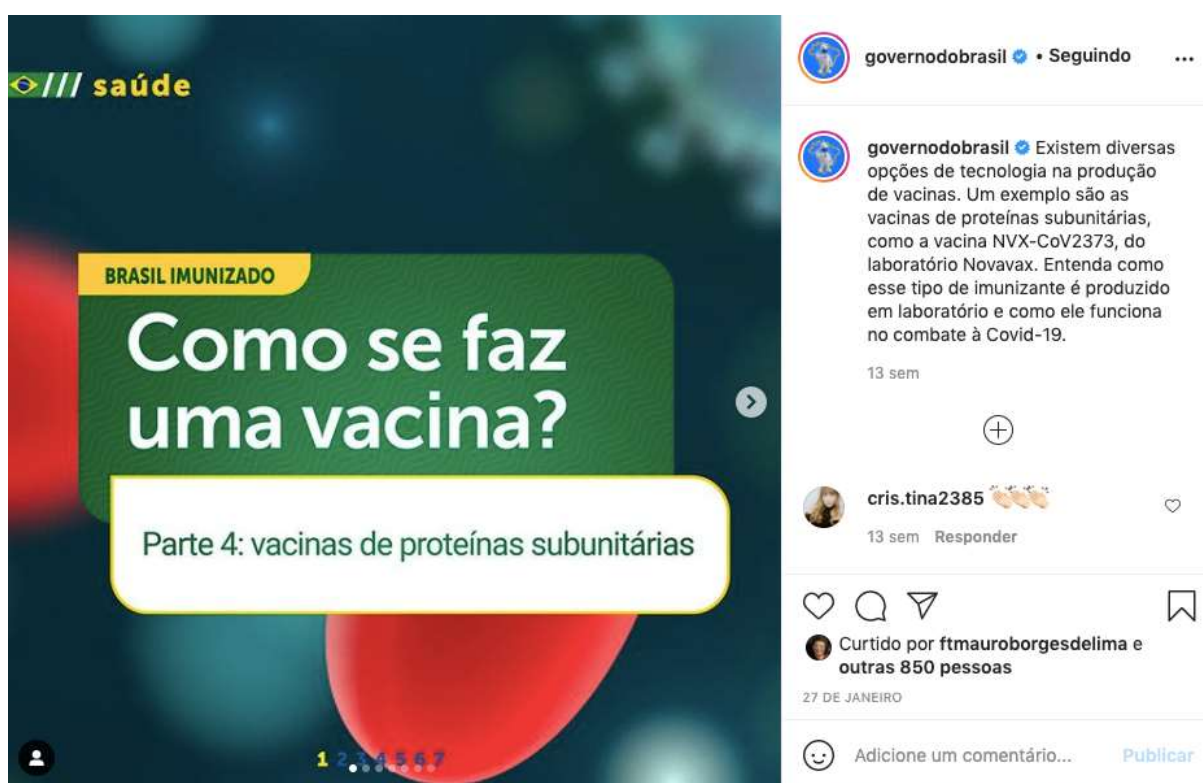 saúde
BRASIL IMUNIZADO
Como se faz
uma vacina?
Parte 4: vacinas de proteínas subunitárias
1 2 3 4 5 6 7
governodobrasil • Seguindo ...
governodobrasil Existem diversas
opções de tecnologia na produção
de vacinas. Um exemplo são as
vacinas de proteínas subunitárias,
como a vacina NVX-CoV2373, do
laboratório Novavax. Entenda como
esse tipo de imunizante é produzido
em laboratório e como ele funciona
no combate à Covid-19.
13 sem
cris.tina2385 👏🏻👏🏻👏🏻
13 sem Responder
Curtido por ftmauroborgesdelima e
outras 850 pessoas
27 DE JANEIRO
Adicione um comentário... Publicar